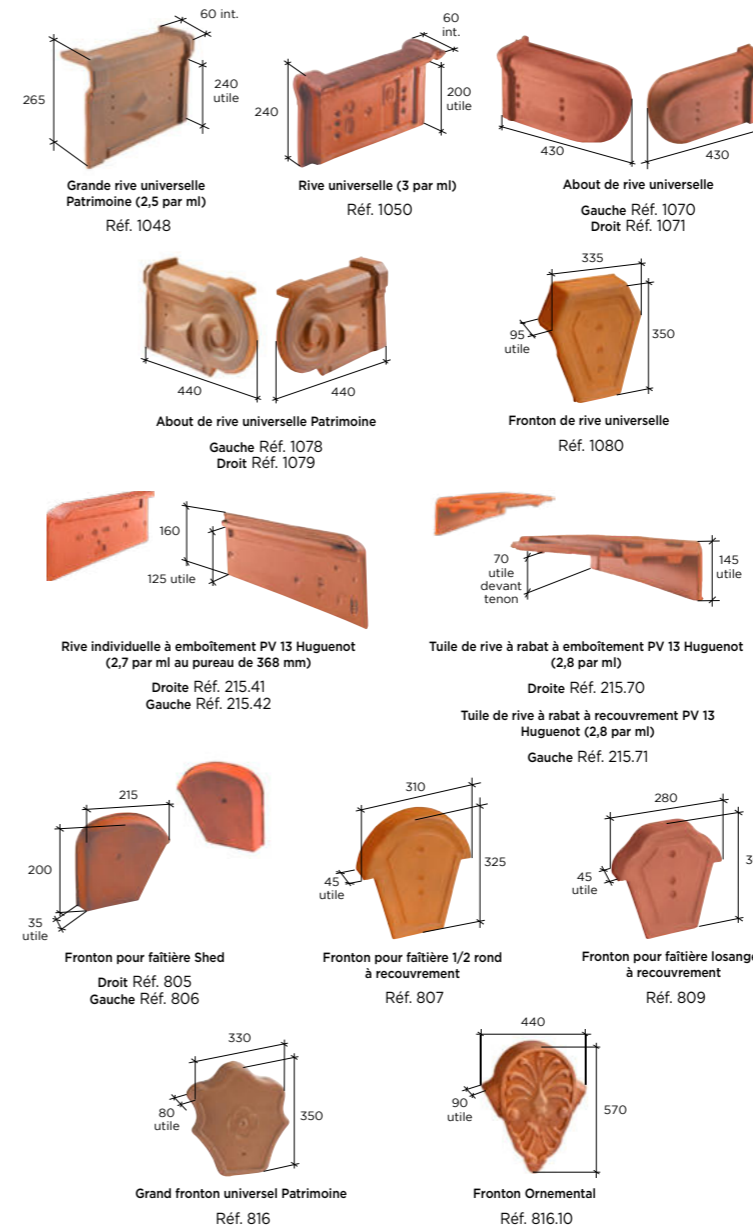 60 int.
265
240
utile
Grande rive universelle
Patrimoine (2,5 par ml)
Réf. 1048
60
int.
240
200
utile
Rive universelle (3 par ml)
Réf. 1050
430
430
About de rive universelle
Gauche Réf. 1070
Droit Réf. 1071
440
440
About de rive universelle Patrimoine
Gauche Réf. 1078
Droit Réf. 1079
335
95
utile
350
Fronton de rive universelle
Réf. 1080
160
125 utile
Rive individuelle à emboîtement PV 13 Huguenot
(2,7 par ml au pureau de 368 mm)
Droite Réf. 215.41
Gauche Réf. 215.42
70
utile
devant
tenon
145
utile
Tuile de rive à rabat à emboîtement PV 13 Huguenot
(2,8 par ml)
Droite Réf. 215.70
Tuile de rive à rabat à recouvrement PV 13
Huguenot (2,8 par ml)
Gauche Réf. 215.71
215
200
35
utile
Fronton pour faîtière Shed
Droit Réf. 805
Gauche Réf. 806
310
45
utile
325
Fronton pour faîtière 1/2 rond
à recouvrement
Réf. 807
280
45
utile
Fronton pour faîtière losange
à recouvrement
Réf. 809
330
80
utile
350
Grand fronton universel Patrimoine
Réf. 816
440
90
utile
570
Fronton Ornemental
Réf. 816.10